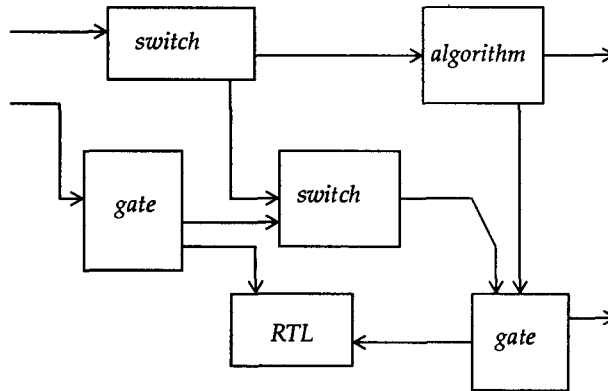 switch
algorithm
gate
switch
RTL
gate